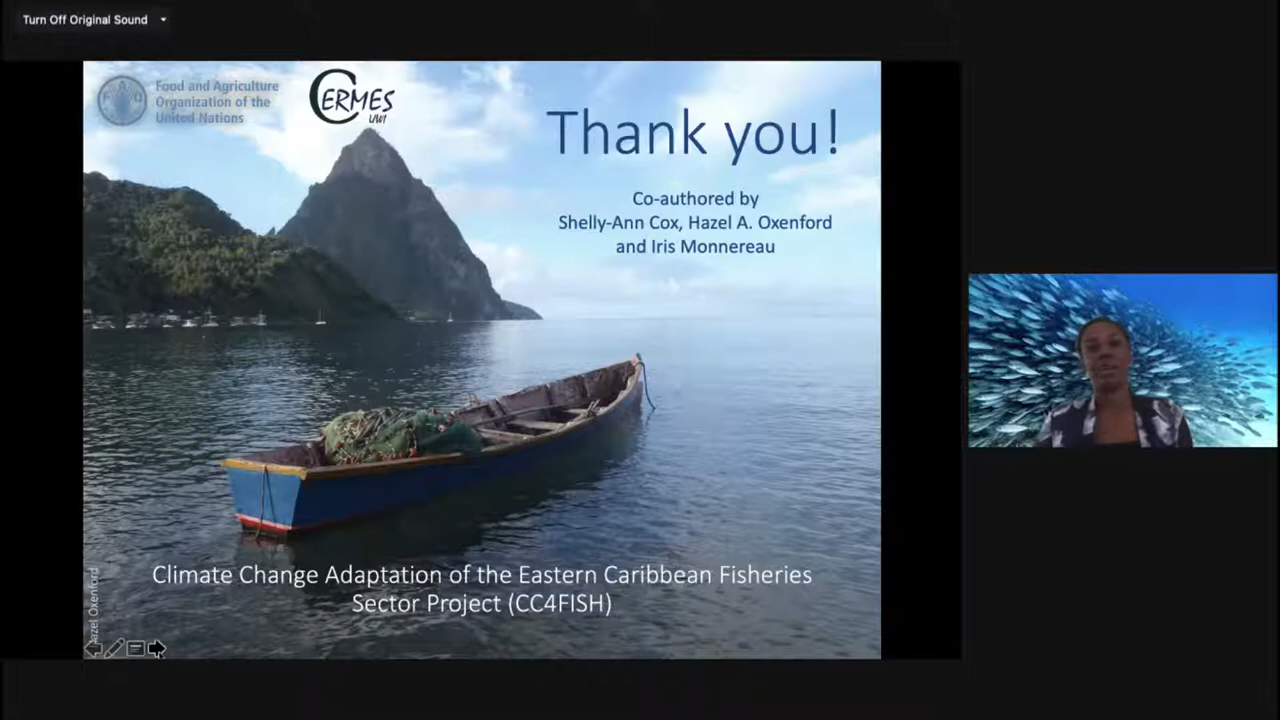 Turn Off Original Sound
Food and Agriculture
Organization of the
United Nations
CERMES
UWI
Thank you!
Co-authored by
Shelly-Ann Cox, Hazel A. Oxenford
and Iris Monnereau
Climate Change Adaptation of the Eastern Caribbean Fisheries
Sector Project (CC4FISH)
Oxenford